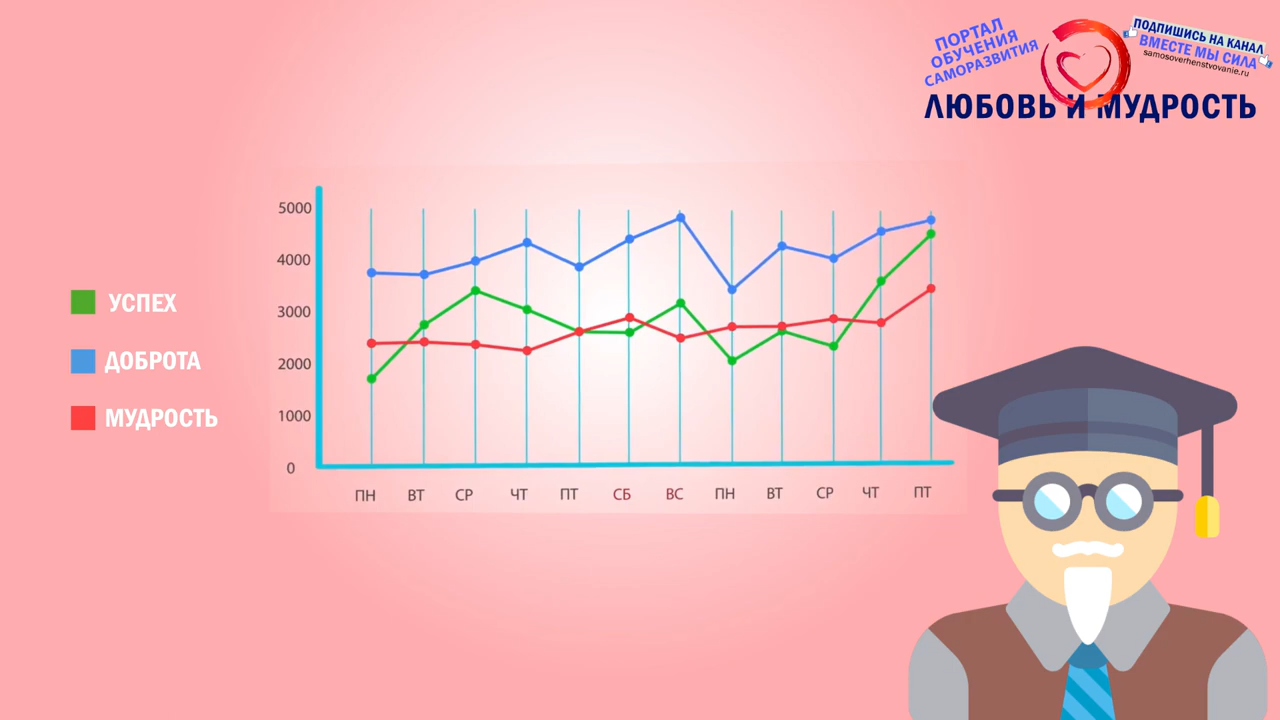 ПОРТАЛ
ОБУЧЕНИЯ
САМОРАЗВИТИЯ
ПОДПИШИСЬ НА КАНАЛ
ВМЕСТЕ МЫ СИЛА
samosoverhenstvovanie.ru
ЛЮБОВЬ И МУДРОСТЬ
УСПЕХ
ДОБРОТА
МУДРОСТЬ
5000
4000
3000
2000
1000
0
ПН ВТ СР ЧТ ПТ СБ ВС ПН ВТ СР ЧТ ПТ